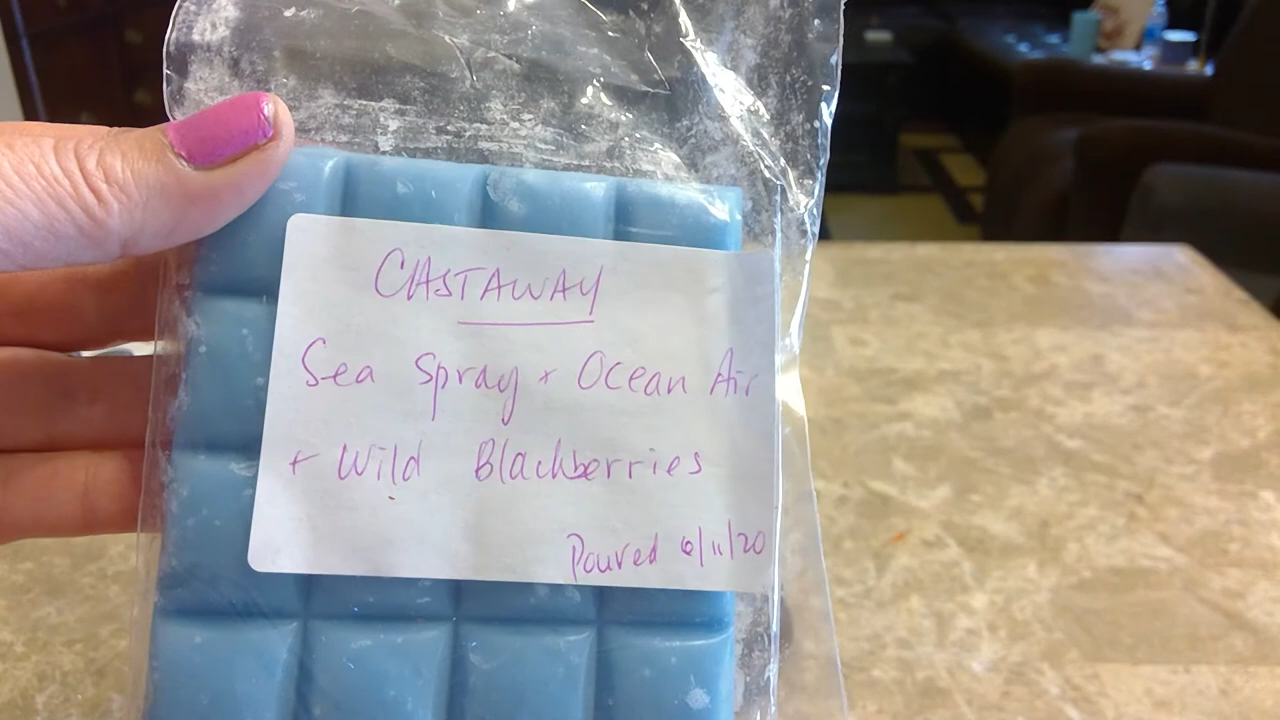 CASTAWAY
Sea Spray + Ocean Air
+ Wild Blackberries
Poured 6/11/20